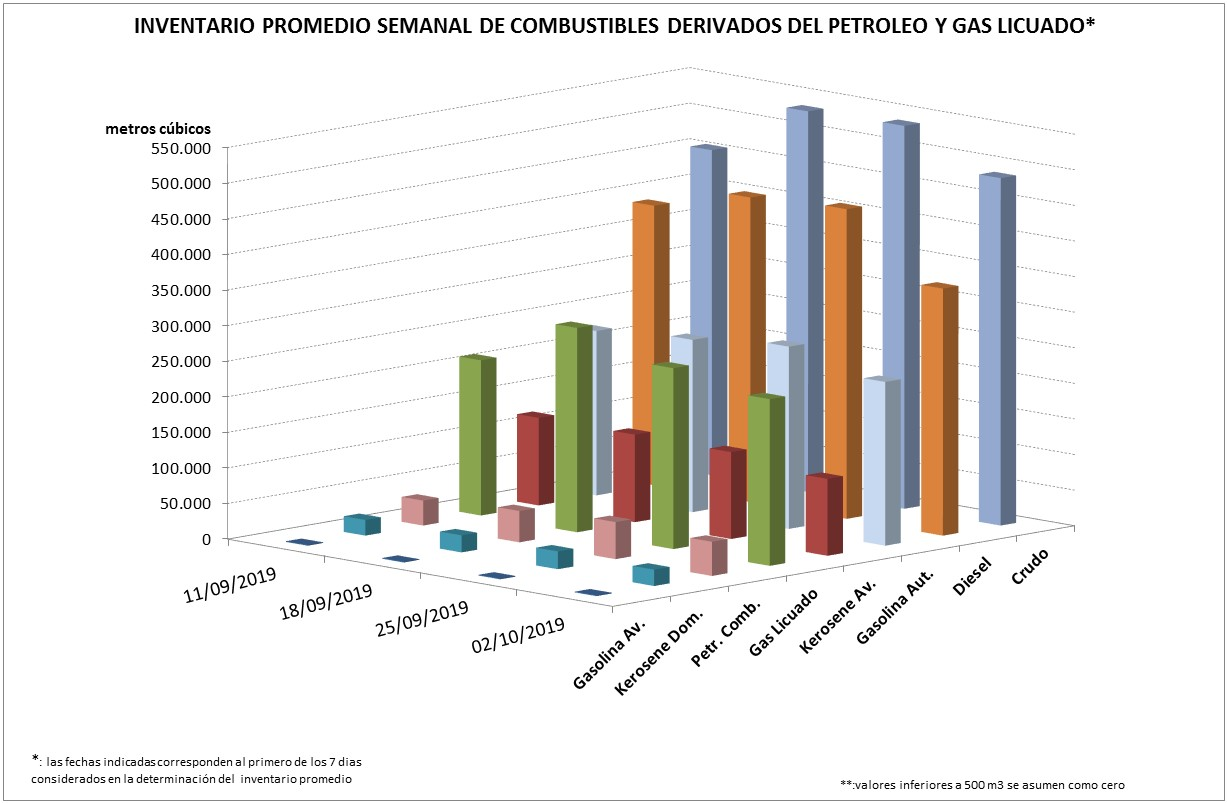 INVENTARIO PROMEDIO SEMANAL DE COMBUSTIBLES DERIVADOS DEL PETROLEO Y GAS LICUADO*
metros cúbicos
550.000
500.000
450.000
400.000
350.000
300.000
250.000
200.000
150.000
100.000
50.000
0
11/09/2019
18/09/2019
25/09/2019
02/10/2019
Gasolina Av.
Kerosene Dom.
Petr. Comb.
Gas Licuado
Kerosene Av.
Gasolina Aut.
Diesel
Crudo
*: las fechas indicadas corresponden al primero de los 7 dias
considerados en la determinación del inventario promedio
**:valores inferiores a 500 m3 se asumen como cero